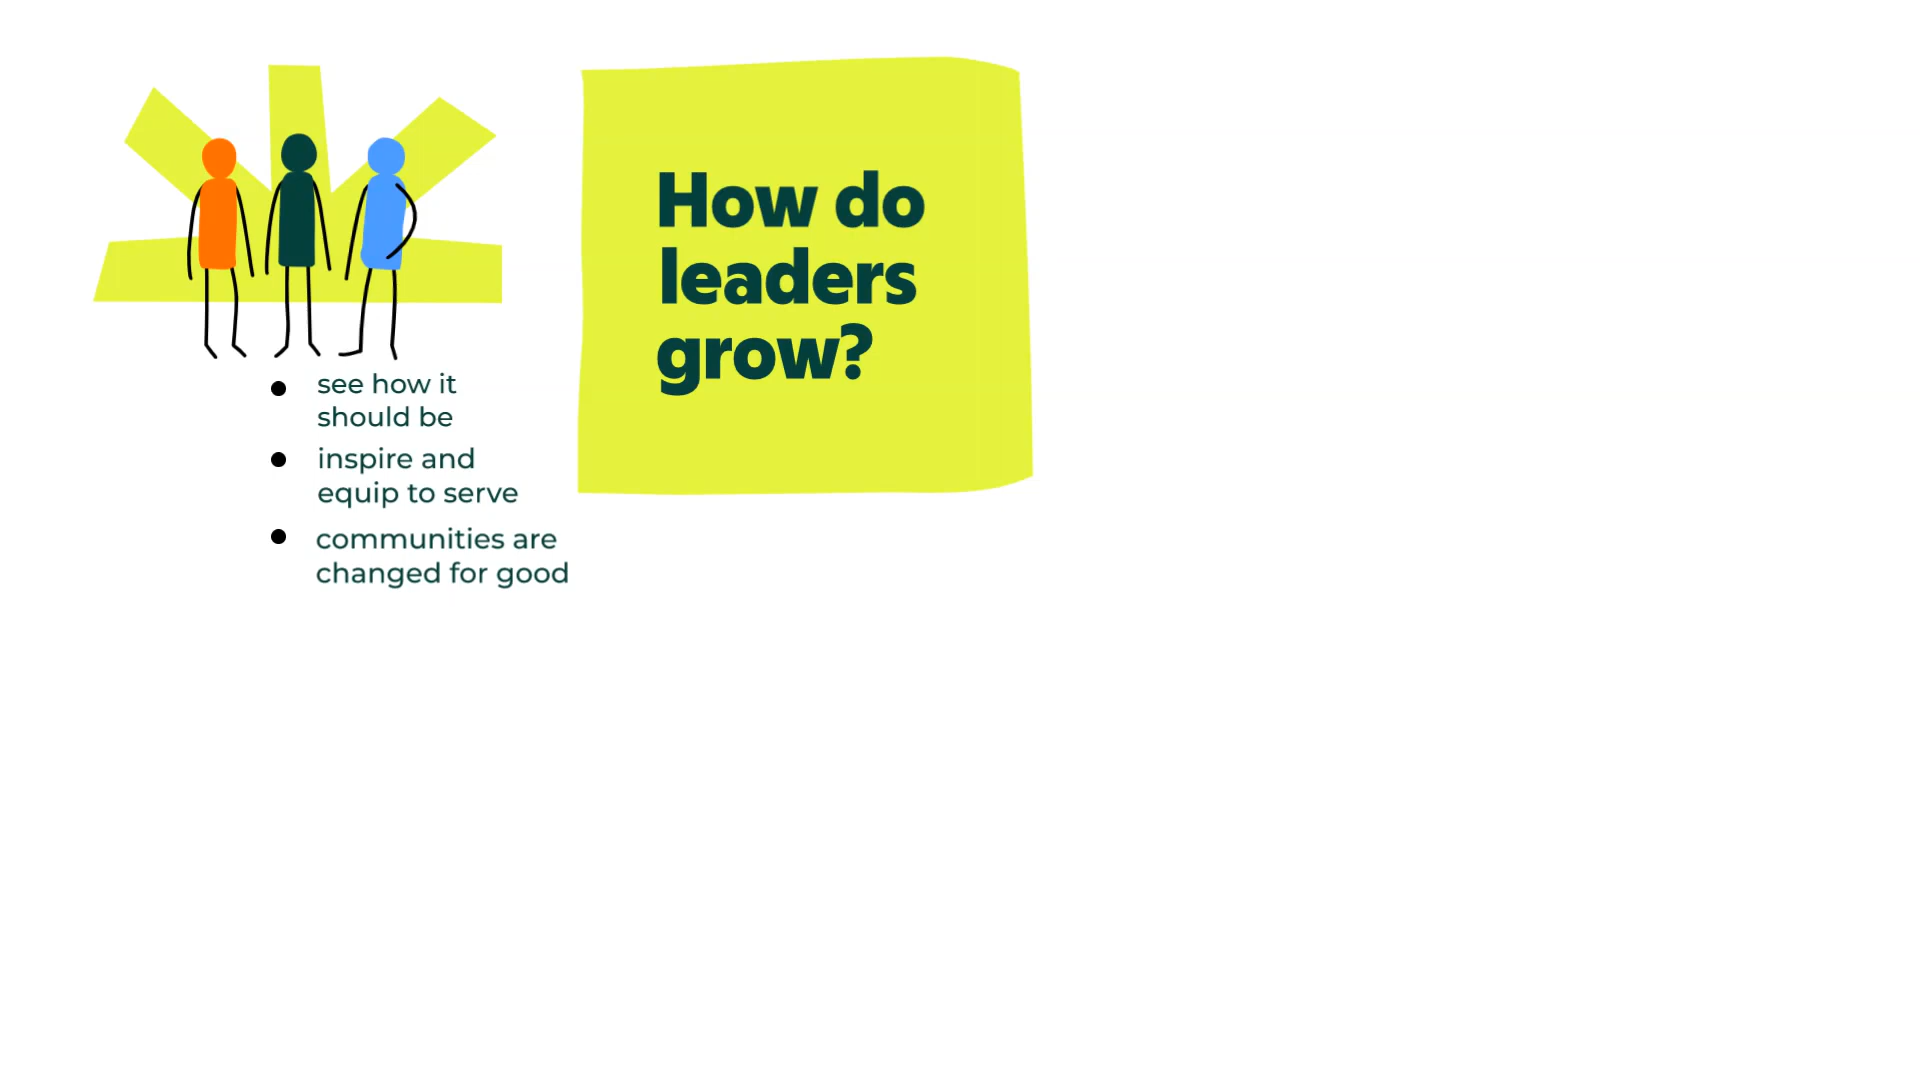 see how it
should be
inspire and
equip to serve
communities are
changed for good
How do
leaders
grow?